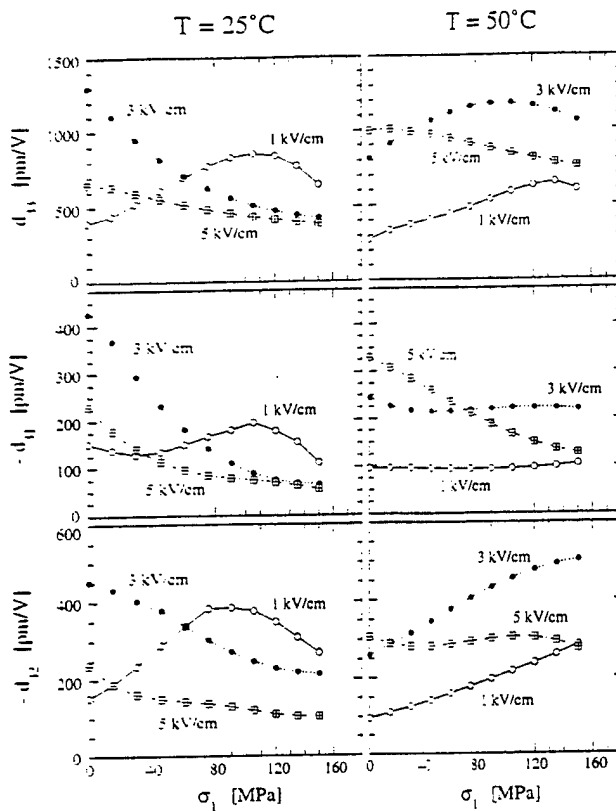 T = 25°C
T = 50°C
1500
1000
500
0
d33 [pm/V]
3 kV/cm
1 kV/cm
5 kV/cm
3 kV/cm
5 kV/cm
1 kV/cm
400
300
200
100
0
- d31 [pm/V]
3 kV/cm
1 kV/cm
5 kV/cm
5 kV/cm
3 kV/cm
1 kV/cm
600
400
200
0
- d32 [pm/V]
3 kV/cm
1 kV/cm
5 kV/cm
3 kV/cm
5 kV/cm
1 kV/cm
0
80
120
160
0
80
120
160
σ1 [MPa]
σ1 [MPa]